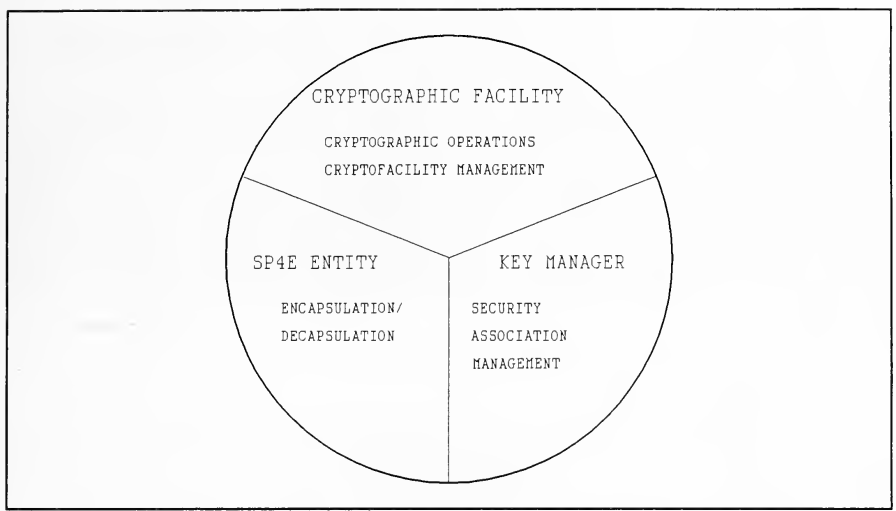 CRYPTOGRAPHIC FACILITY
CRYPTOGRAPHIC OPERATIONS
CRYPTOFACILITY MANAGEMENT
SP4E ENTITY
ENCAPSULATION/
DECAPSULATION
KEY MANAGER
SECURITY
ASSOCIATION
MANAGEMENT